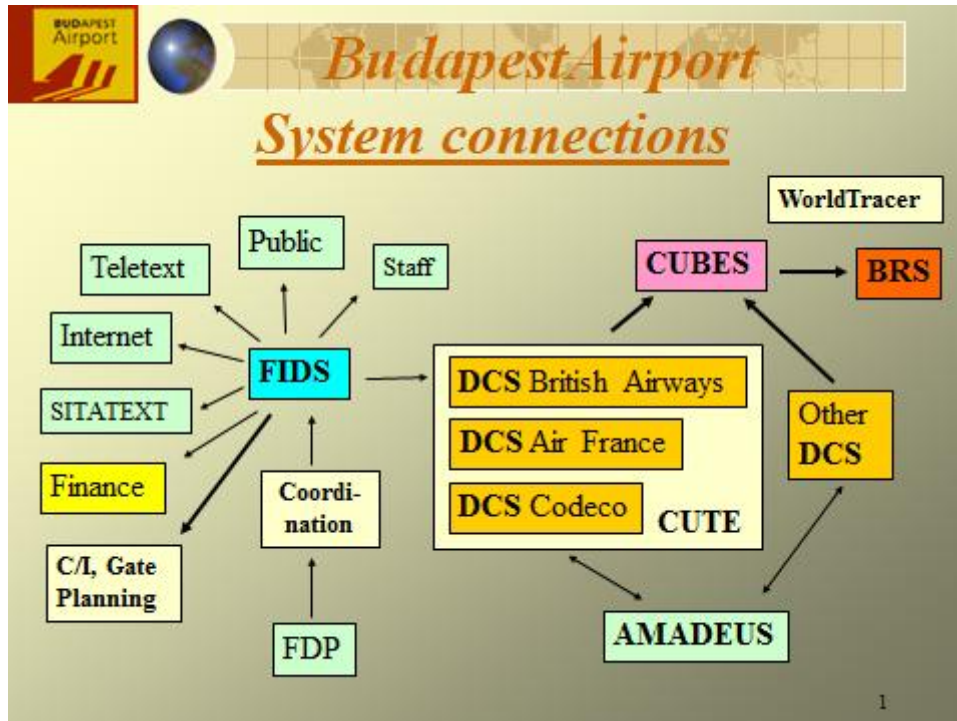 BUDAPEST
Airport
BudapestAirport
System connections
WorldTracer
Public
Teletext
Staff
CUBES
BRS
Internet
FIDS
DCS British Airways
SITATEXT
DCS Air France
Other
DCS
Finance
Coordi-
nation
DCS Codeco
CUTE
C/I, Gate
Planning
FDP
AMADEUS
1